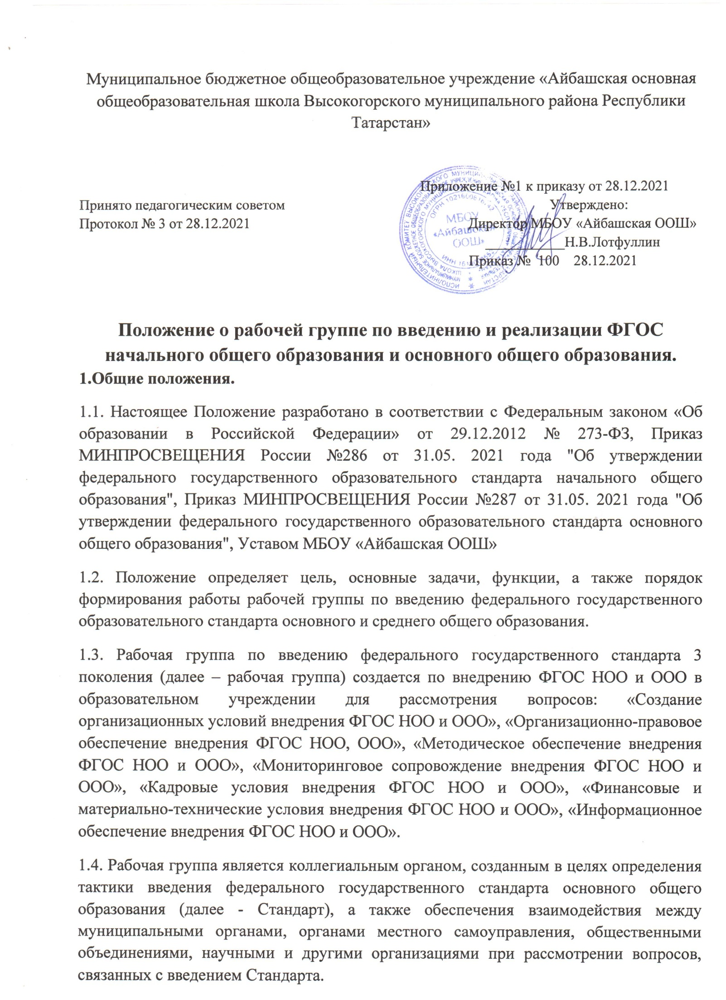 Муниципальное бюджетное общеобразовательное учреждение «Айбашская основная
общеобразовательная школа Высокогорского муниципального района Республики
Татарстан»
Приложение №1 к приказу от 28.12.2021
Принято педагогическим советом
Утверждено:
Протокол № 3 от 28.12.2021
Директор МБОУ «Айбашская ООШ»
Н.В.Лотфуллин
Приказ № 100 28.12.2021
МБОУ
«Айбашская
ООШ»
Положение о рабочей группе по введению и реализации ФГОС
начального общего образования и основного общего образования.
1.Общие положения.
1.1. Настоящее Положение разработано в соответствии с Федеральным законом «Об
образовании в Российской Федерации» от 29.12.2012 № 273-ФЗ, Приказ
МИНПРОСВЕЩЕНИЯ России №286 от 31.05. 2021 года "Об утверждении
федерального государственного образовательного стандарта начального общего
образования", Приказ МИНПРОСВЕЩЕНИЯ России №287 от 31.05. 2021 года "Об
утверждении федерального государственного образовательного стандарта основного
общего образования", Уставом МБОУ «Айбашская ООШ»
1.2. Положение определяет цель, основные задачи, функции, а также порядок
формирования работы рабочей группы по введению федерального государственного
образовательного стандарта основного и среднего общего образования.
1.3. Рабочая группа по введению федерального государственного стандарта 3
поколения (далее – рабочая группа) создается по внедрению ФГОС НОО и ООО в
образовательном учреждении для рассмотрения вопросов: «Создание
организационных условий внедрения ФГОС НОО и ООО», «Организационно-правовое
обеспечение внедрения ФГОС НОО, ООО», «Методическое обеспечение внедрения
ФГОС НОО и ООО», «Мониторинговое сопровождение внедрения ФГОС НОО и
ООО», «Кадровые условия внедрения ФГОС НОО и ООО», «Финансовые и
материально-технические условия внедрения ФГОС НОО и ООО», «Информационное
обеспечение внедрения ФГОС НОО и ООО».
1.4. Рабочая группа является коллегиальным органом, созданным в целях определения
тактики введения федерального государственного стандарта основного общего
образования (далее - Стандарт), а также обеспечения взаимодействия между
муниципальными органами, органами местного самоуправления, общественными
объединениями, научными и другими организациями при рассмотрении вопросов,
связанных с введением Стандарта.